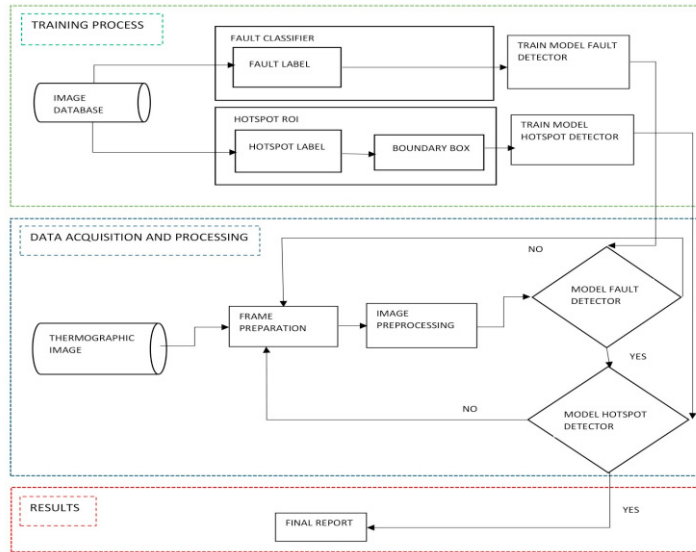 TRAINING PROCESS
FAULT CLASSIFIER
FAULT LABEL
TRAIN MODEL FAULT
DETECTOR
IMAGE
DATABASE
HOTSPOT ROI
HOTSPOT LABEL
BOUNDARY BOX
TRAIN MODEL
HOTSPOT DETECTOR
DATA ACQUISITION AND PROCESSING
NO
MODEL FAULT
DETECTOR
FRAME
PREPARATION
IMAGE
PREPROCESSING
THERMOGRAPHIC
IMAGE
YES
NO
MODEL HOTSPOT
DETECTOR
RESULTS
YES
FINAL REPORT